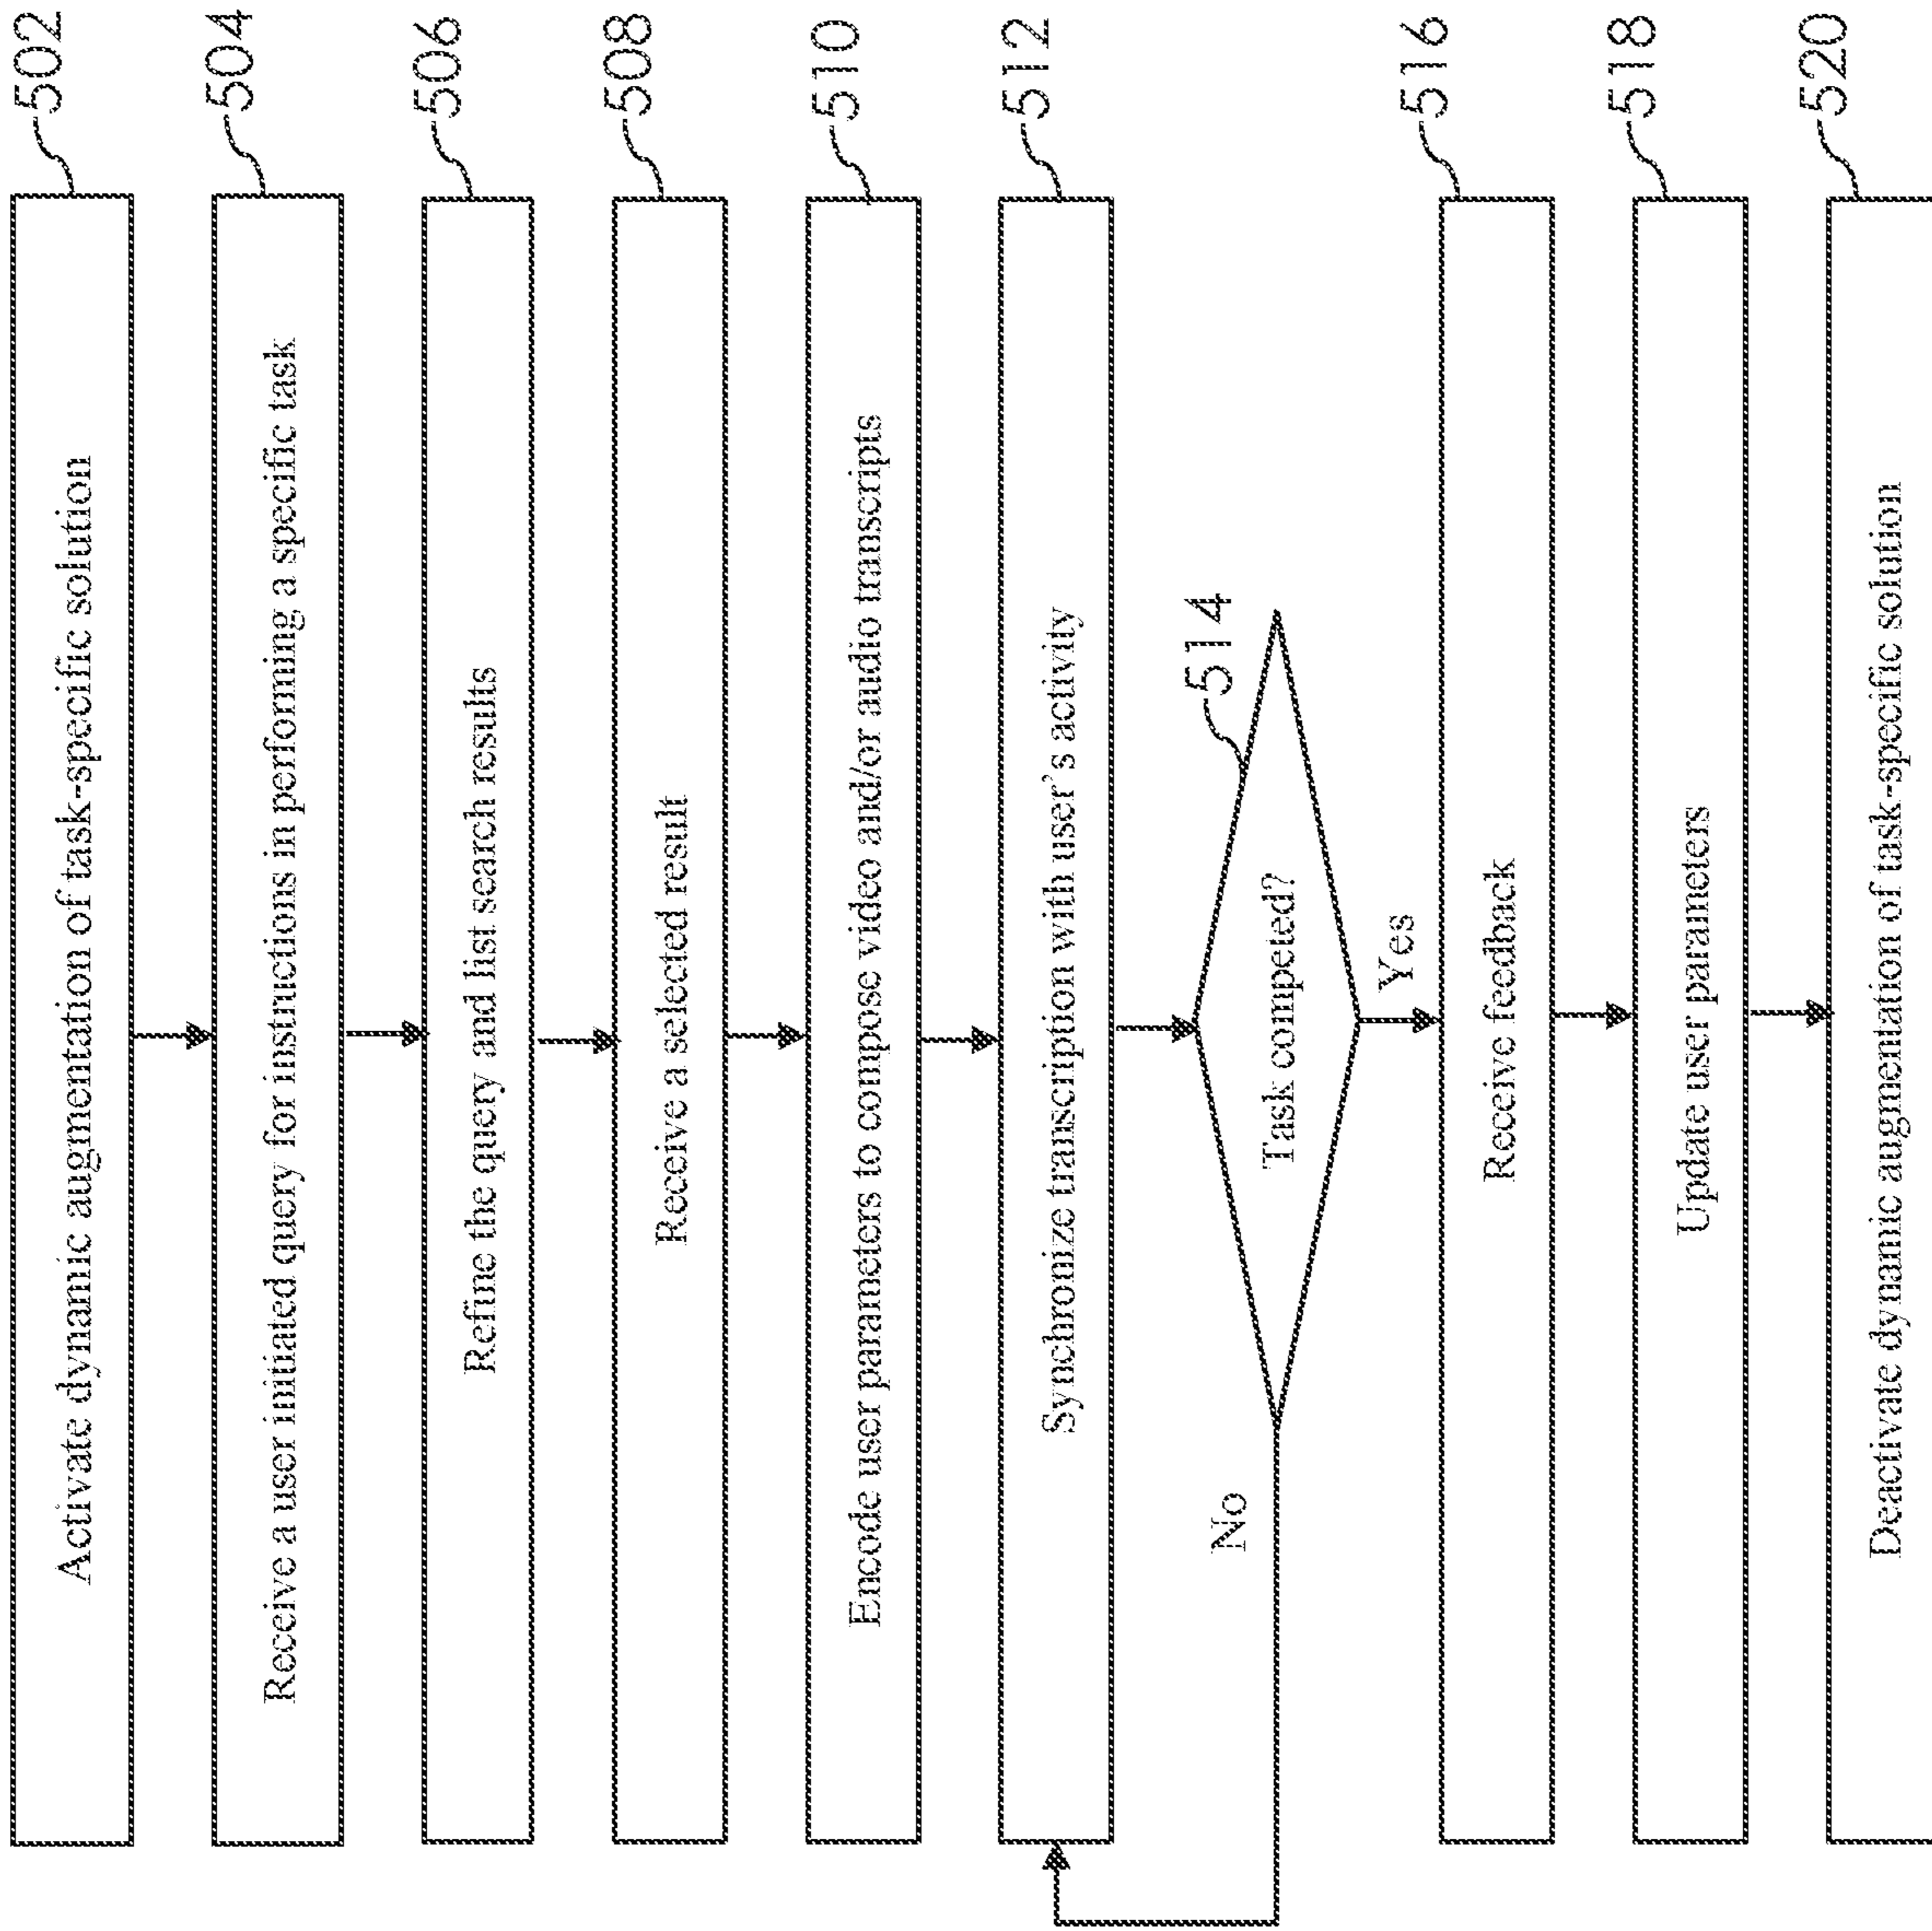 Activate dynamic augmentation of task-specific solution
502
Receive a user initiated query for instructions in performing a specific task
504
Refine the query and list search results
506
Receive a selected result
508
Encode user parameters to compose video and/or audio transcripts
510
Synchronize transcription with user's activity
512
514
Task competed?
No
Yes
Receive feedback
516
Update user parameters
518
Deactivate dynamic augmentation of task-specific solution
520